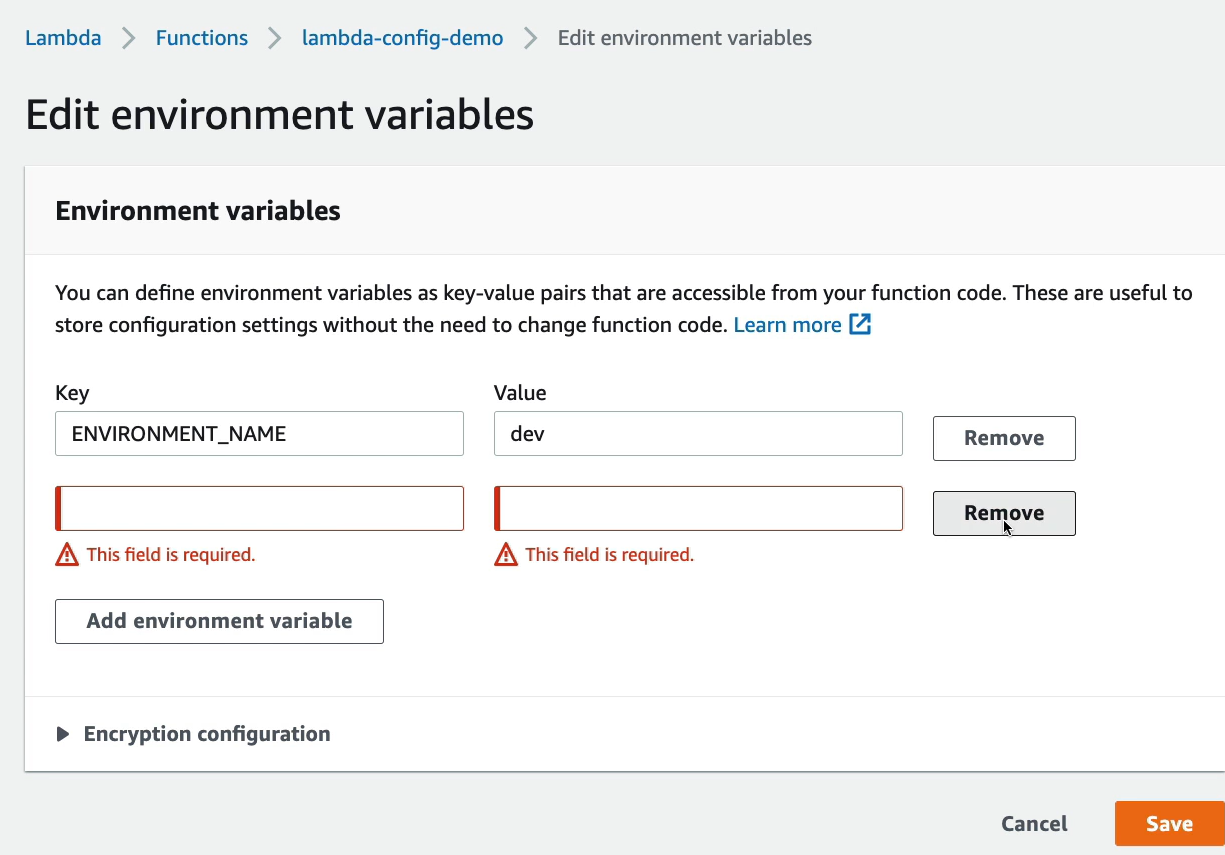 Lambda Functions lambda-config-demo Edit environment variables
Edit environment variables
Environment variables
You can define environment variables as key-value pairs that are accessible from your function code. These are useful to
store configuration settings without the need to change function code. Learn more
Key Value
ENVIRONMENT_NAME dev Remove
Remove
This field is required. This field is required.
Add environment variable
Encryption configuration
Cancel Save